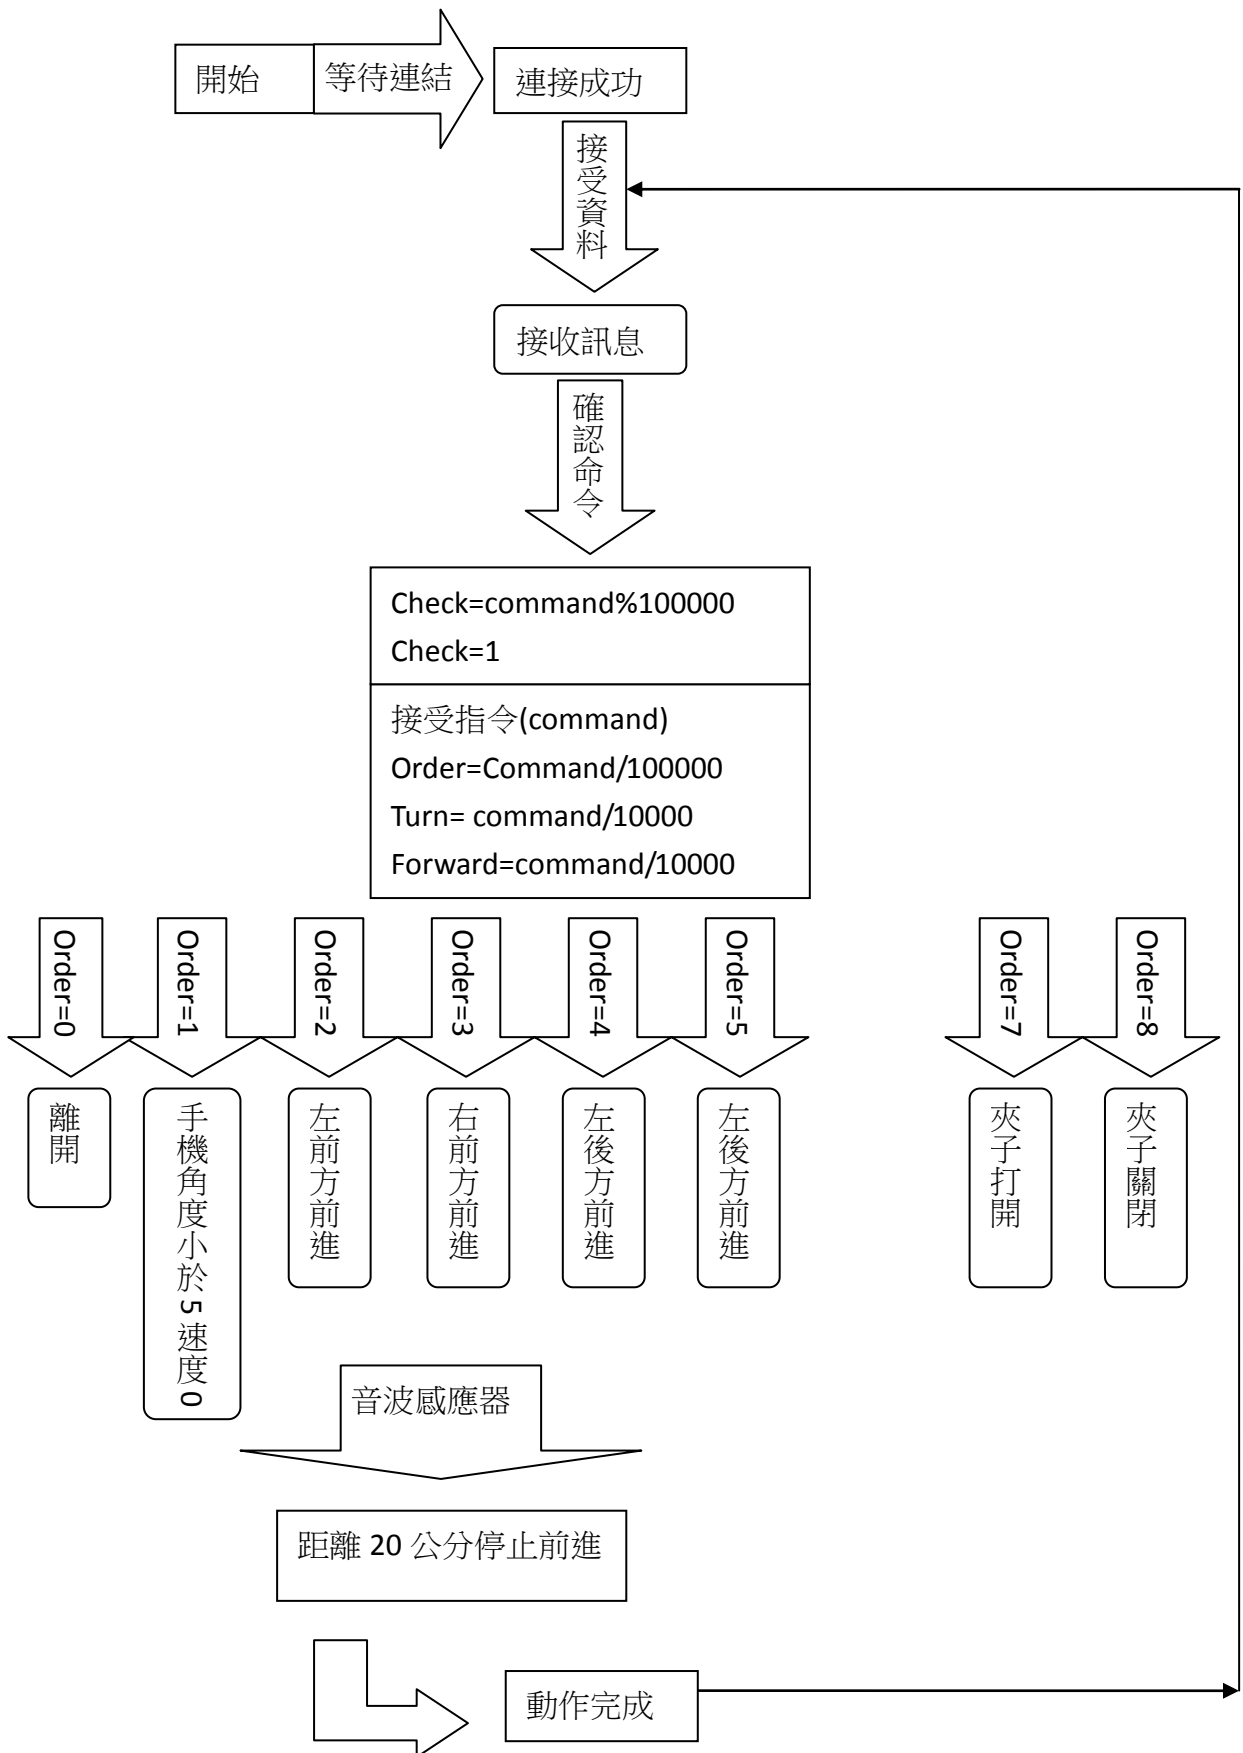 開始
等待連結
連接成功
接受資料
接收訊息
確認命令
Check=command%100000
Check=1
接受指令(command)
Order=Command/100000
Turn= command/10000
Forward=command/10000
Order=0
Order=1
Order=2
Order=3
Order=4
Order=5
Order=7
Order=8
離開
手機角度小於 5 速度 0
左前方前進
右前方前進
左後方前進
左後方前進
夾子打開
夾子關閉
音波感應器
距離 20 公分停止前進
動作完成